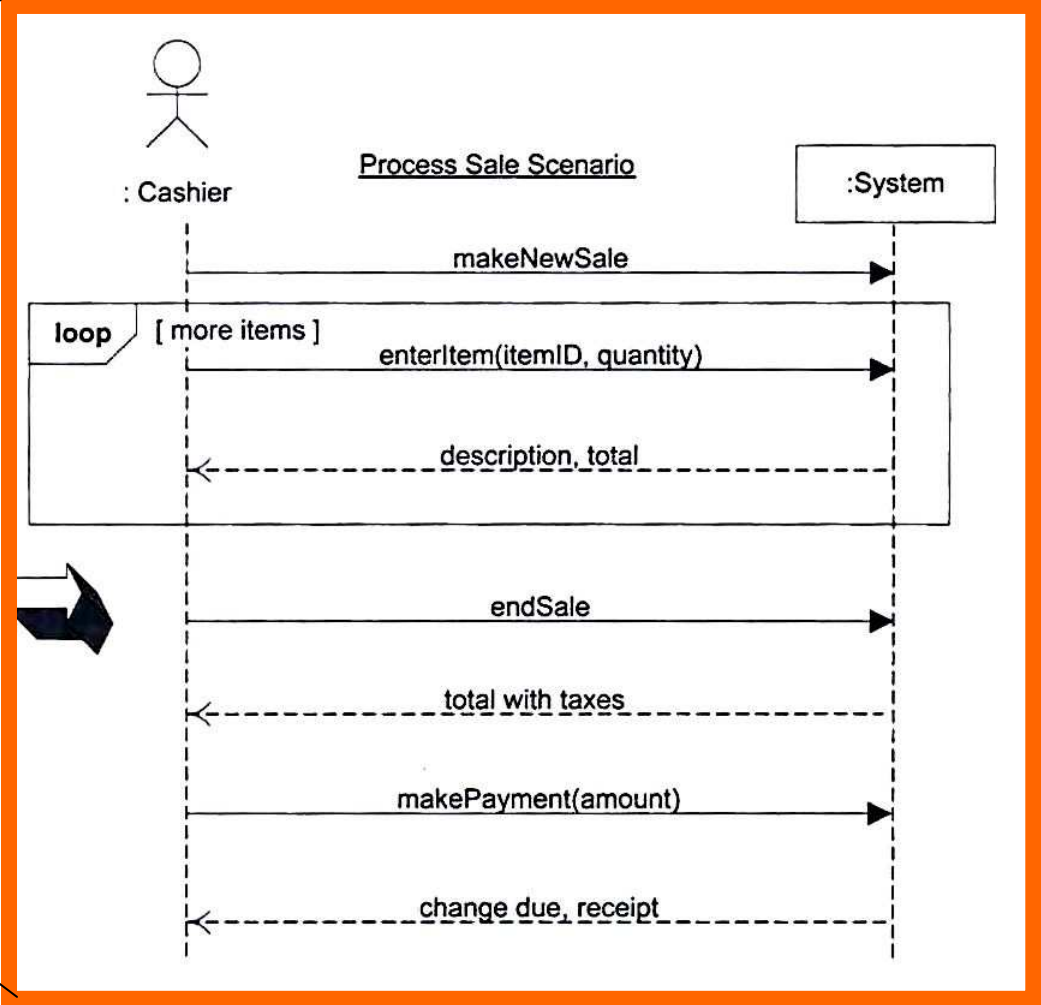 Process Sale Scenario
: Cashier
:System
makeNewSale
loop
[ more items ]
enterItem(itemID, quantity)
description, total
endSale
total with taxes
makePayment(amount)
change due, receipt